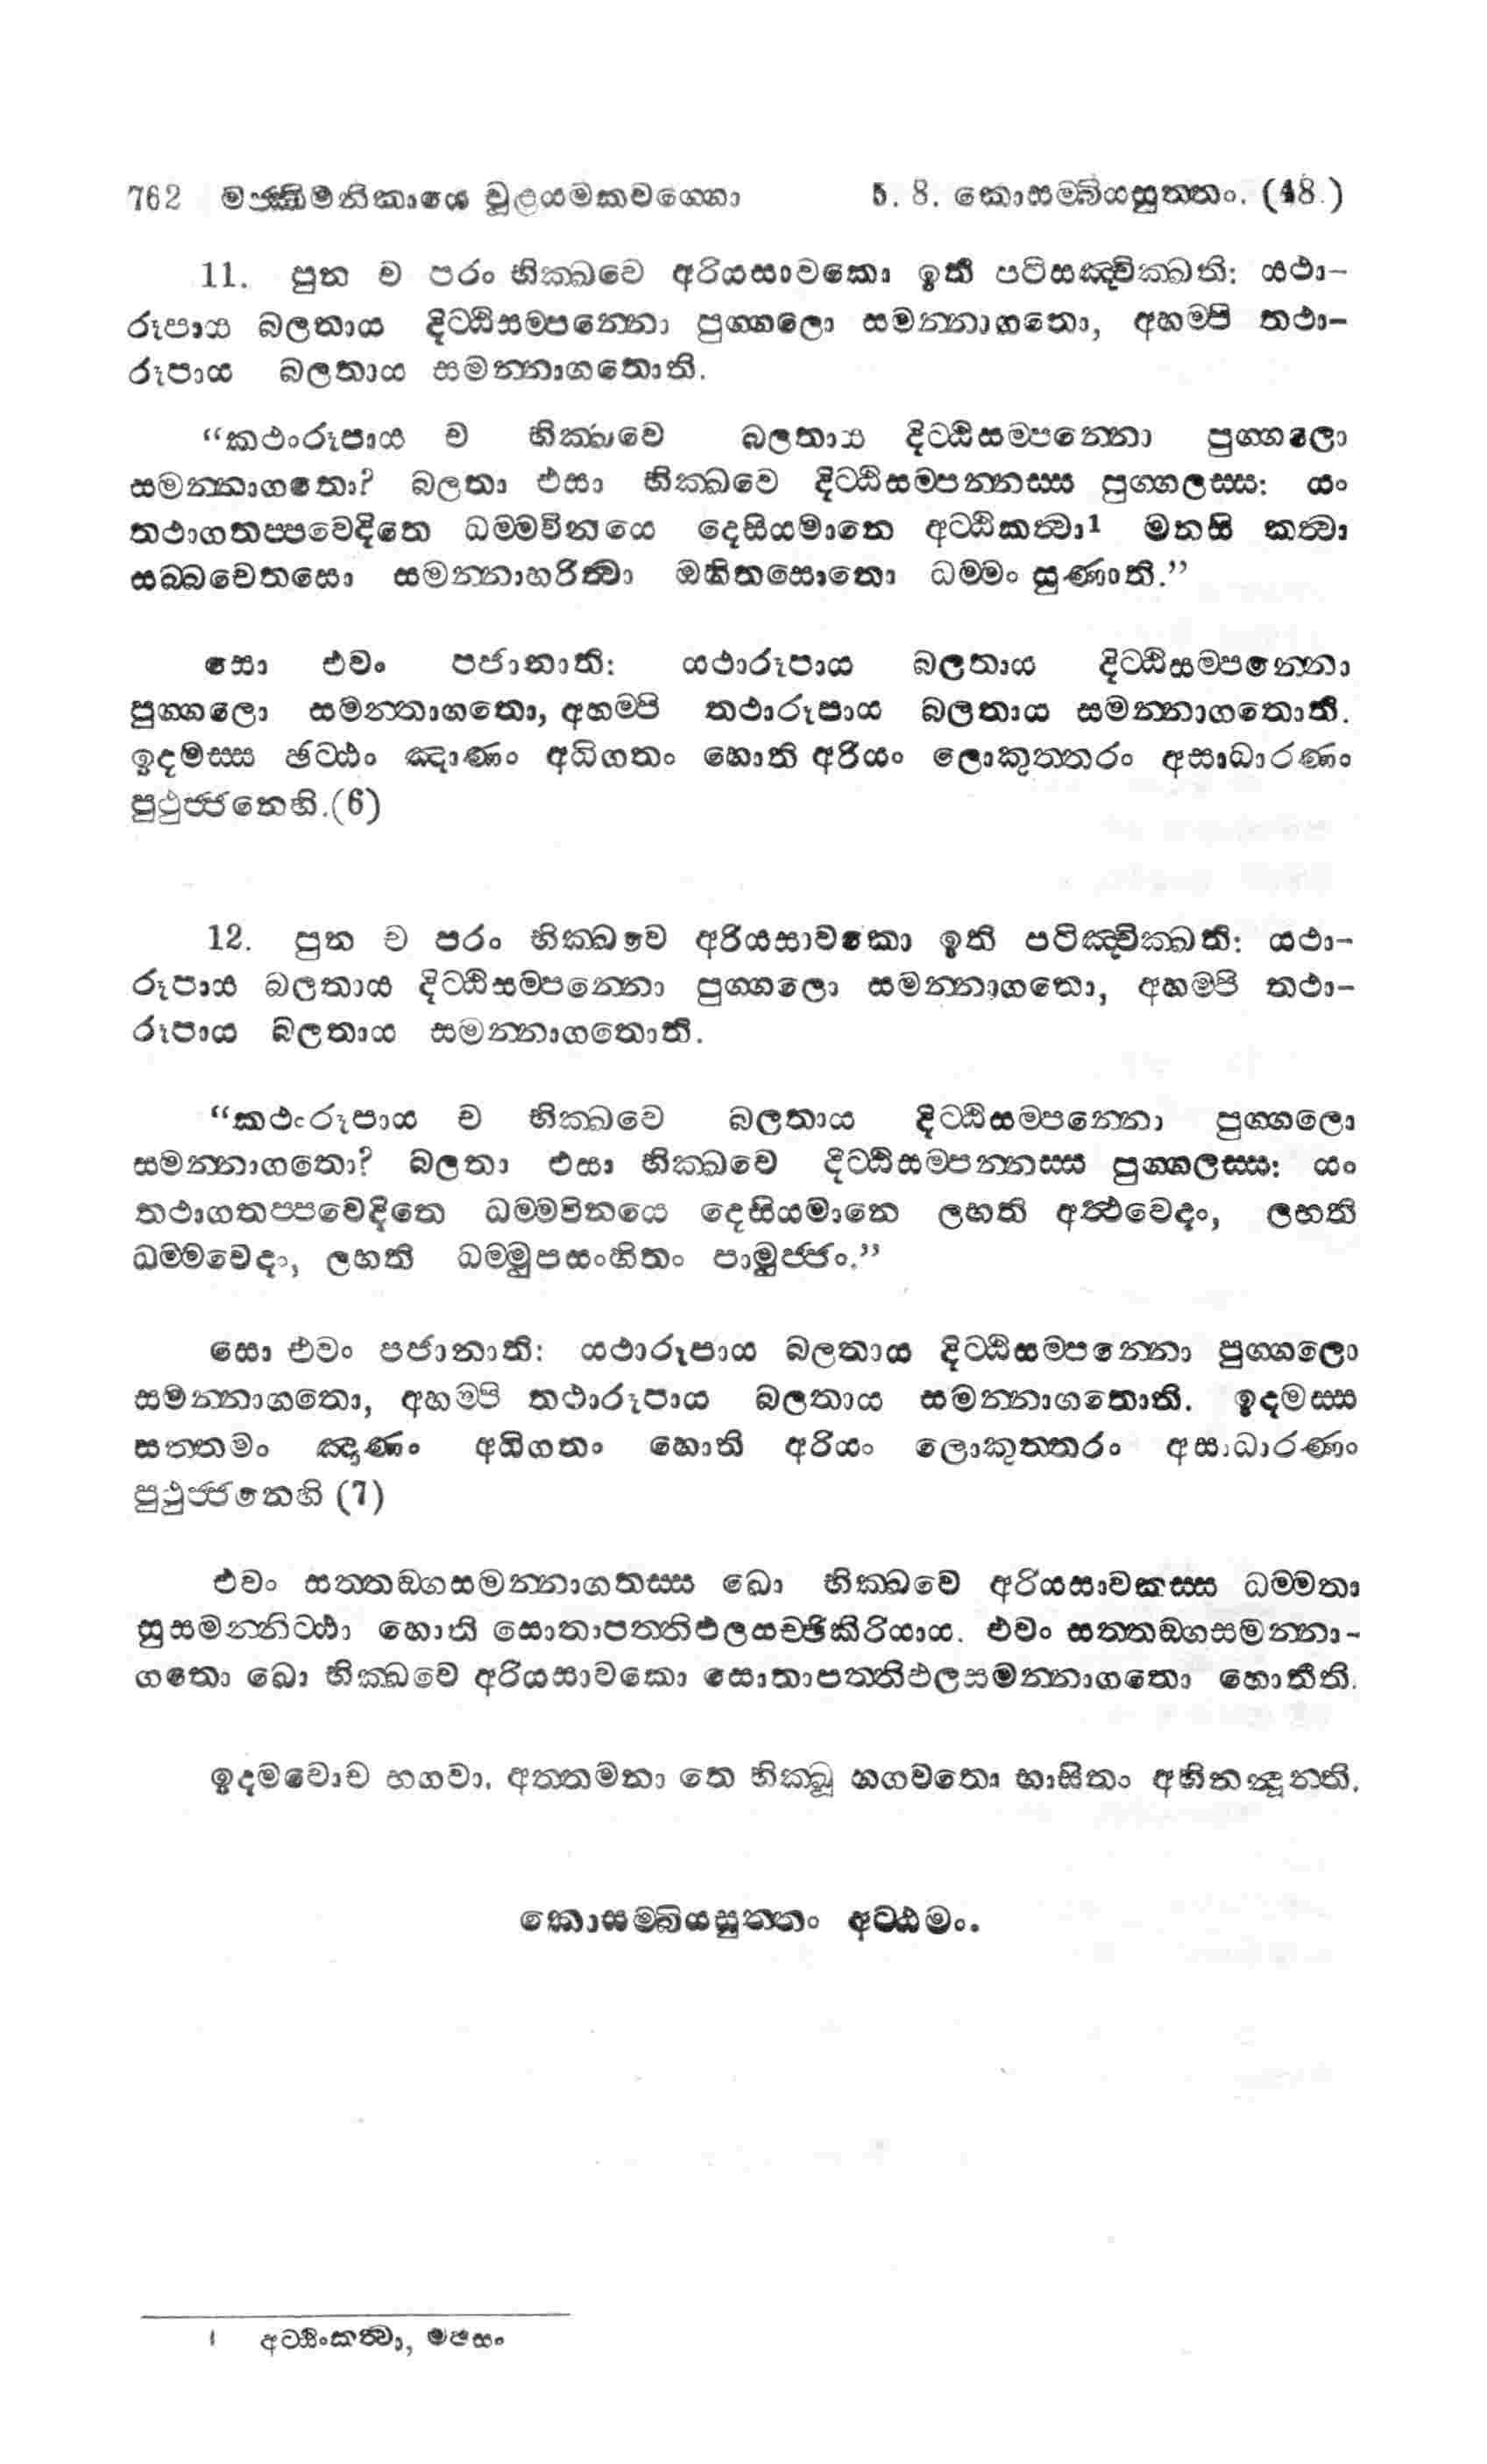 762 මජ්ඣිමනිකායෙ චූළයමකවග්ගො 5. 8. කොසම්බියසුත්තං. (48.)
11. පුන ච පරං භික්ඛවෙ අරියසාවකො ඉති පටිසඤ්චික්ඛති: යථා-
රූපාය බලතාය දිට්ඨිසම්පන්නො පුග්ගලො සමන්නාගතො, අහම්පි තථා-
රූපාය බලතාය සමන්නාගතොති.
“කථංරූපාය ච භික්ඛවෙ බලතාය දිට්ඨිසම්පන්නො පුග්ගලො
සමන්නාගතො? බලතා එසා භික්ඛවෙ දිට්ඨිසම්පන්නස්ස පුග්ගලස්ස: යං
තථාගතප්පවෙදිතෙ ධම්මවිනයෙ දෙසියමානෙ අට්ඨිකත්වා1 මනසි කත්වා
සබ්බචෙතසො සමන්නාහරිත්වා ඔහිතසොතො ධම්මං සුණාති.”
සො එවං පජානාති: යථාරූපාය බලතාය දිට්ඨිසම්පන්නො
පුග්ගලො සමන්නාගතො, අහම්පි තථාරූපාය බලතාය සමන්නාගතොති.
ඉදමස්ස ඡට්ඨං ඤාණං අධිගතං හොති අරියං ලොකුත්තරං අසාධාරණං
පුථුජ්ජනෙහි.(6)
12. පුන ච පරං භික්ඛවෙ අරියසාවකො ඉති පටිඤ්චික්ඛති: යථා-
රූපාය බලතාය දිට්ඨිසම්පන්නො පුග්ගලො සමන්නාගතො, අහම්පි තථා-
රූපාය බලතාය සමන්නාගතොති.
“කථංරූපාය ච භික්ඛවෙ බලතාය දිට්ඨිසම්පන්නො පුග්ගලො
සමන්නාගතො? බලතා එසා භික්ඛවෙ දිට්ඨිසම්පන්නස්ස පුග්ගලස්ස: යං
තථාගතප්පවෙදිතෙ ධම්මවිනයෙ දෙසියමානෙ ලභති අත්ථවෙදං, ලභති
ධම්මවෙදං, ලභති ධම්මූපසංහිතං පාමුජ්ජං.”
සො එවං පජානාති: යථාරූපාය බලතාය දිට්ඨිසම්පන්නො පුග්ගලො
සමන්නාගතො, අහම්පි තථාරූපාය බලතාය සමන්නාගතොති. ඉදමස්ස
සත්තමං ඤාණං අධිගතං හොති අරියං ලොකුත්තරං අසාධාරණං
පුථුජ්ජනෙහි (7)
එවං සත්තඞ්ගසමන්නාගතස්ස ඛො භික්ඛවෙ අරියසාවකස්ස ධම්මතා
සුසමන්නිට්ඨා හොති සොතාපත්තිඵලසච්ඡිකිරියාය. එවං සත්තඞ්ගසමන්නා-
ගතො ඛො භික්ඛවෙ අරියසාවකො සොතාපත්තිඵලසමන්නාගතො හොතීති.
ඉදමවොච භගවා. අත්තමනා තෙ භික්ඛූ භගවතො භාසිතං අභිනන්දුන්ති.
කොසම්බියසුත්තං අට්ඨමං.
1 අට්ඨිංකත්වා, මජසං